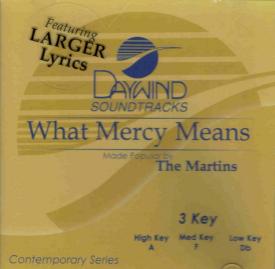 Featuring
LARGER
Lyrics
DAYWIND
SOUNDTRACKS
What Mercy Means
Made Popular by
The Martins
3 Key
High Key Med Key Low Key
A F Db
Contemporary Series